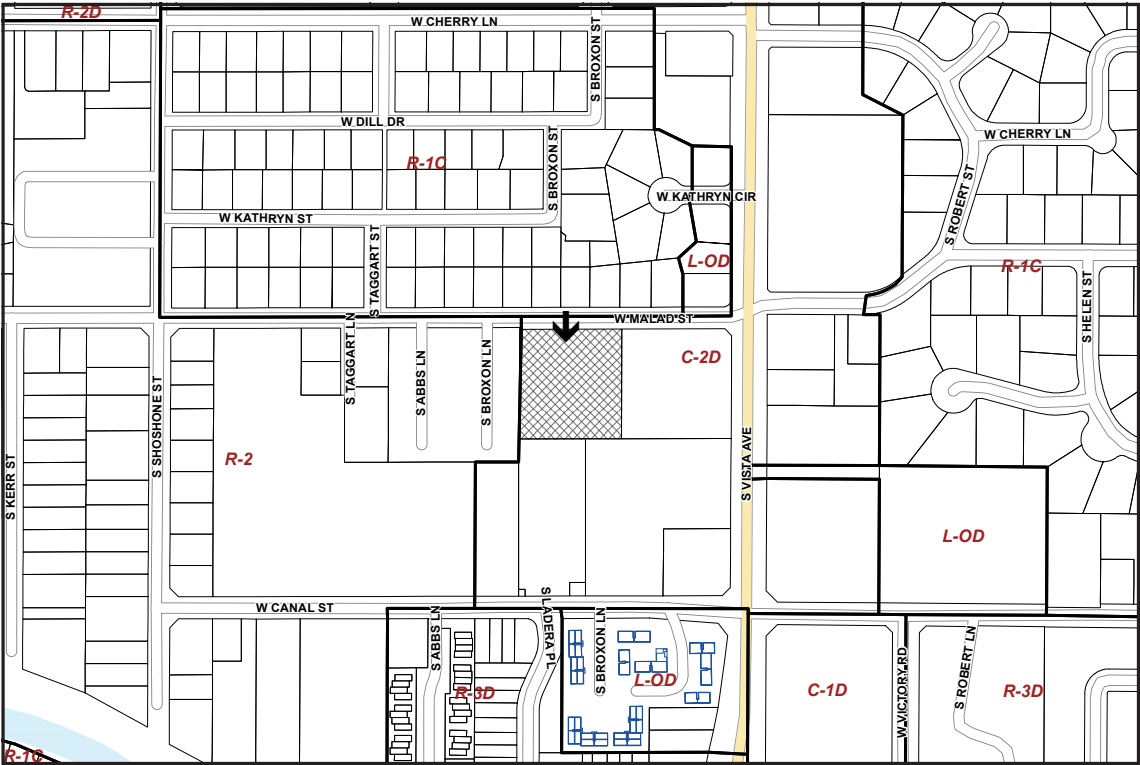 R-2D
W CHERRY LN
S BROXON ST
W DILL DR
W CHERRY LN
R-1C
S BROXON ST
W KATHRYN CIR
S ROBERT ST
W KATHRYN ST
S TAGGART ST
L-OD
R-1C
S HELEN ST
W MALAD ST
S TAGGART LN
S ABBS LN
S BROXON LN
C-2D
S SHOSHONE ST
R-2
S KERR ST
S VISTA AVE
L-OD
W CANAL ST
S ABBS LN
S LADERA PL
S BROXON LN
R-3D
L-OD
C-1D
W VICTORY RD
S ROBERT LN
R-3D
R-1C